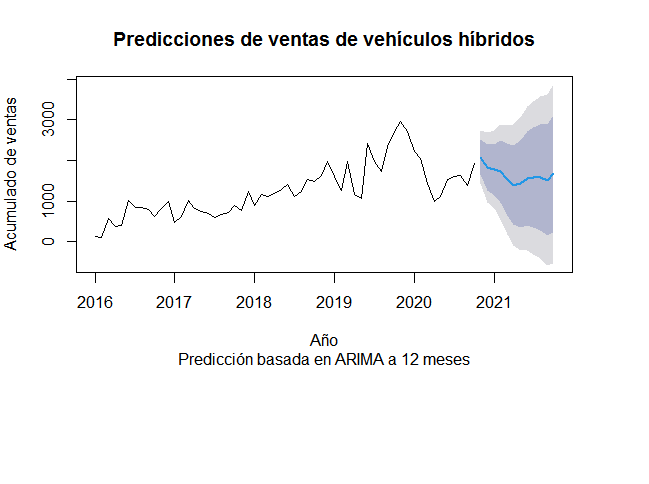 Predicciones de ventas de vehículos híbridos
Acumulado de ventas
3000
1000
0
2016 2017 2018 2019 2020 2021
Año
Predicción basada en ARIMA a 12 meses